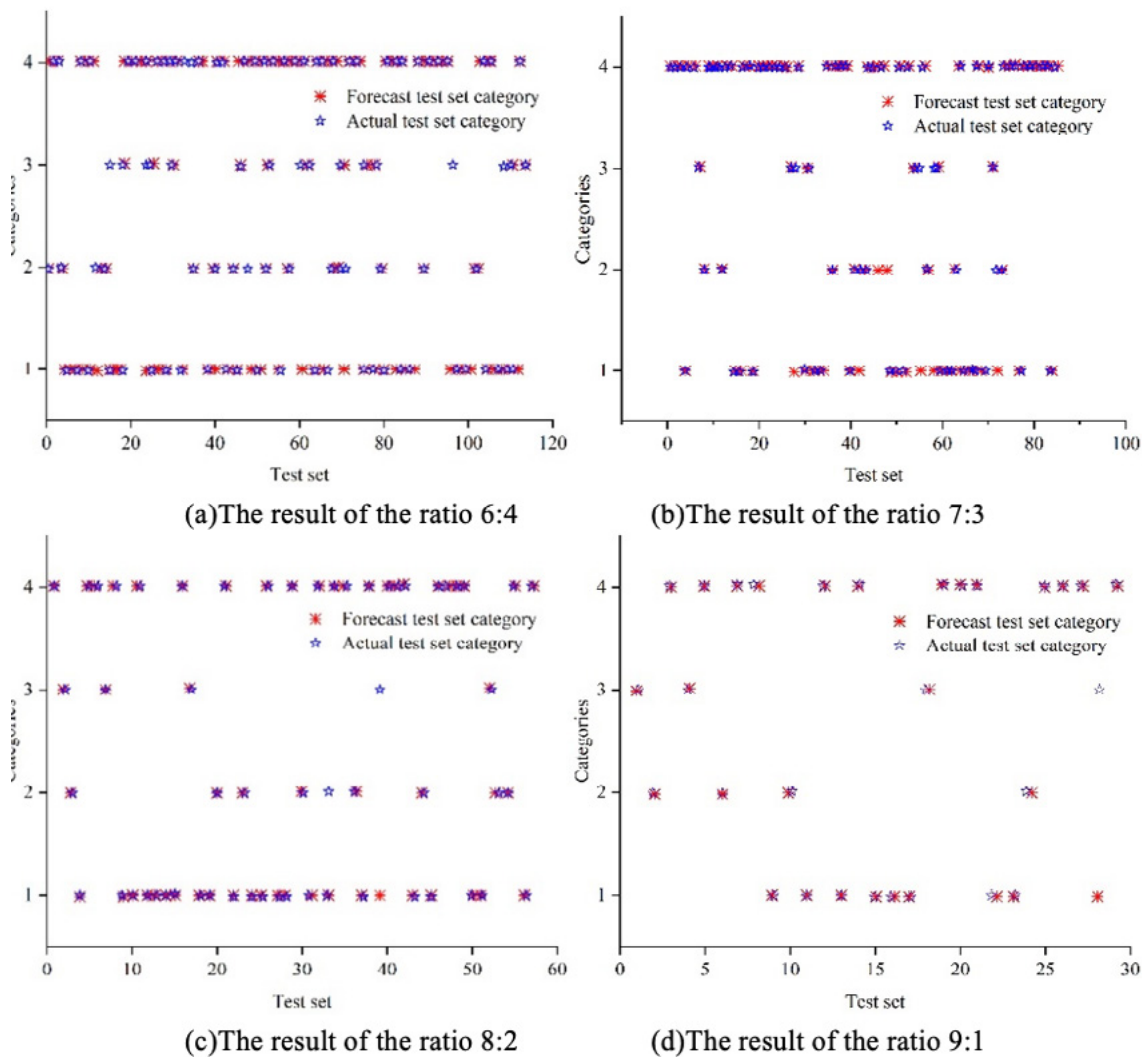 4
Forecast test set category
Actual test set category
3
Categories
2
1
0 20 40 60 80 100 120
Test set
(a)The result of the ratio 6:4
4
Forecast test set category
Actual test set category
3
Categories
2
1
0 20 40 60 80 100
Test set
(b)The result of the ratio 7:3
4
Forecast test set category
Actual test set category
3
Categories
2
1
0 10 20 30 40 50 60
Test set
(c)The result of the ratio 8:2
4
Forecast test set category
Actual test set category
3
Categories
2
1
0 5 10 15 20 25 30
Test set
(d)The result of the ratio 9:1